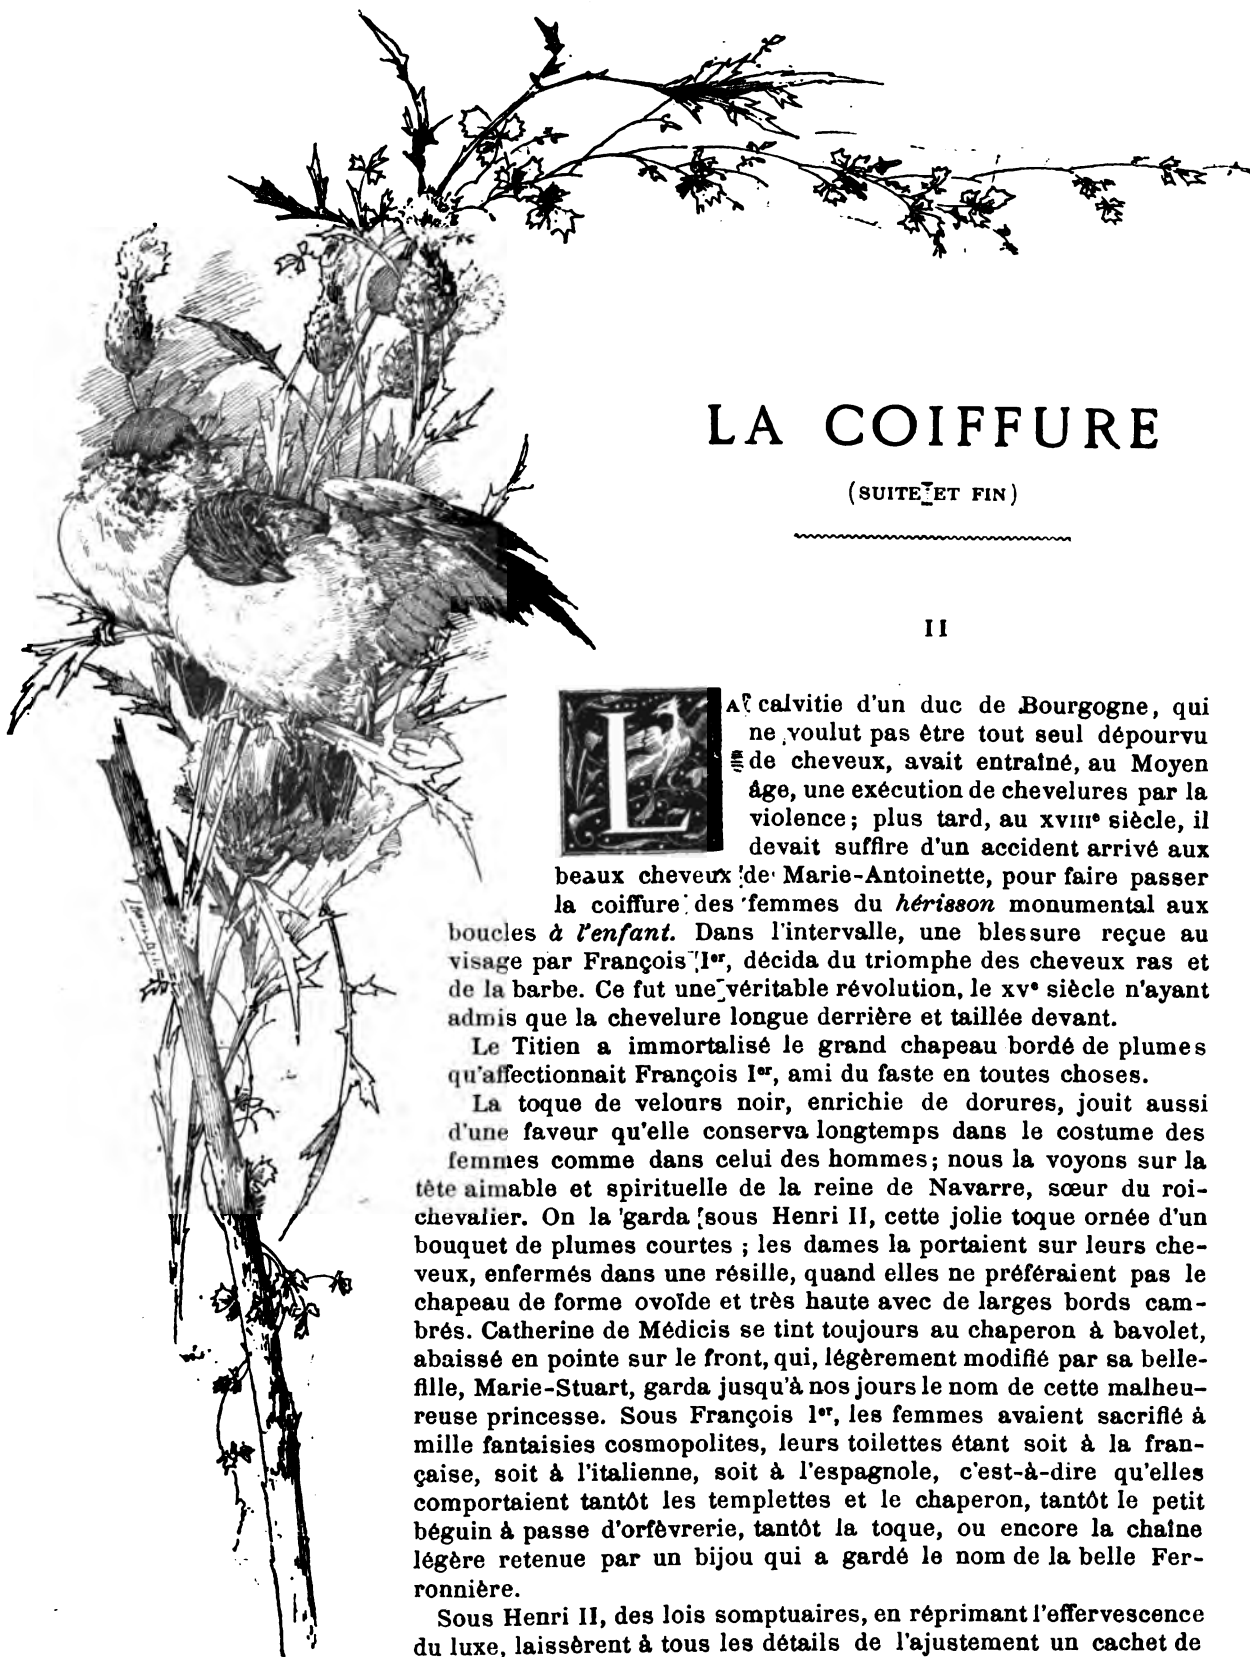 LA COIFFURE
(SUITE ET FIN)
II
LA calvitie d'un duc de Bourgogne, qui
ne voulut pas être tout seul dépourvu
de cheveux, avait entraîné, au Moyen
âge, une exécution de chevelures par la
violence; plus tard, au XVIIIe siècle, il
devait suffire d'un accident arrivé aux
beaux cheveux de Marie-Antoinette, pour faire passer
la coiffure des femmes du hérisson monumental aux
boucles à l'enfant. Dans l'intervalle, une blessure reçue au
visage par François Ier, décida du triomphe des cheveux ras et
de la barbe. Ce fut une véritable révolution, le XVe siècle n'ayant
admis que la chevelure longue derrière et taillée devant.
Le Titien a immortalisé le grand chapeau bordé de plumes
qu'affectionnait François Ier, ami du faste en toutes choses.
La toque de velours noir, enrichie de dorures, jouit aussi
d'une faveur qu'elle conserva longtemps dans le costume des
femmes comme dans celui des hommes; nous la voyons sur la
tête aimable et spirituelle de la reine de Navarre, sœur du roi-
chevalier. On la garda sous Henri II, cette jolie toque ornée d'un
bouquet de plumes courtes ; les dames la portaient sur leurs che-
veux, enfermés dans une résille, quand elles ne préféraient pas le
chapeau de forme ovoïde et très haute avec de larges bords cam-
brés. Catherine de Médicis se tint toujours au chaperon à bavolet,
abaissé en pointe sur le front, qui, légèrement modifié par sa belle-
fille, Marie-Stuart, garda jusqu'à nos jours le nom de cette malheu-
reuse princesse. Sous François Ier, les femmes avaient sacrifié à
mille fantaisies cosmopolites, leurs toilettes étant soit à la fran-
çaise, soit à l'italienne, soit à l'espagnole, c'est-à-dire qu'elles
comportaient tantôt les templettes et le chaperon, tantôt le petit
béguin à passe d'orfèvrerie, tantôt la toque, ou encore la chaîne
légère retenue par un bijou qui a gardé le nom de la belle Fer-
ronnière.
Sous Henri II, des lois somptuaires, en réprimant l'effervescence
du luxe, laissèrent à tous les détails de l'ajustement un cachet de